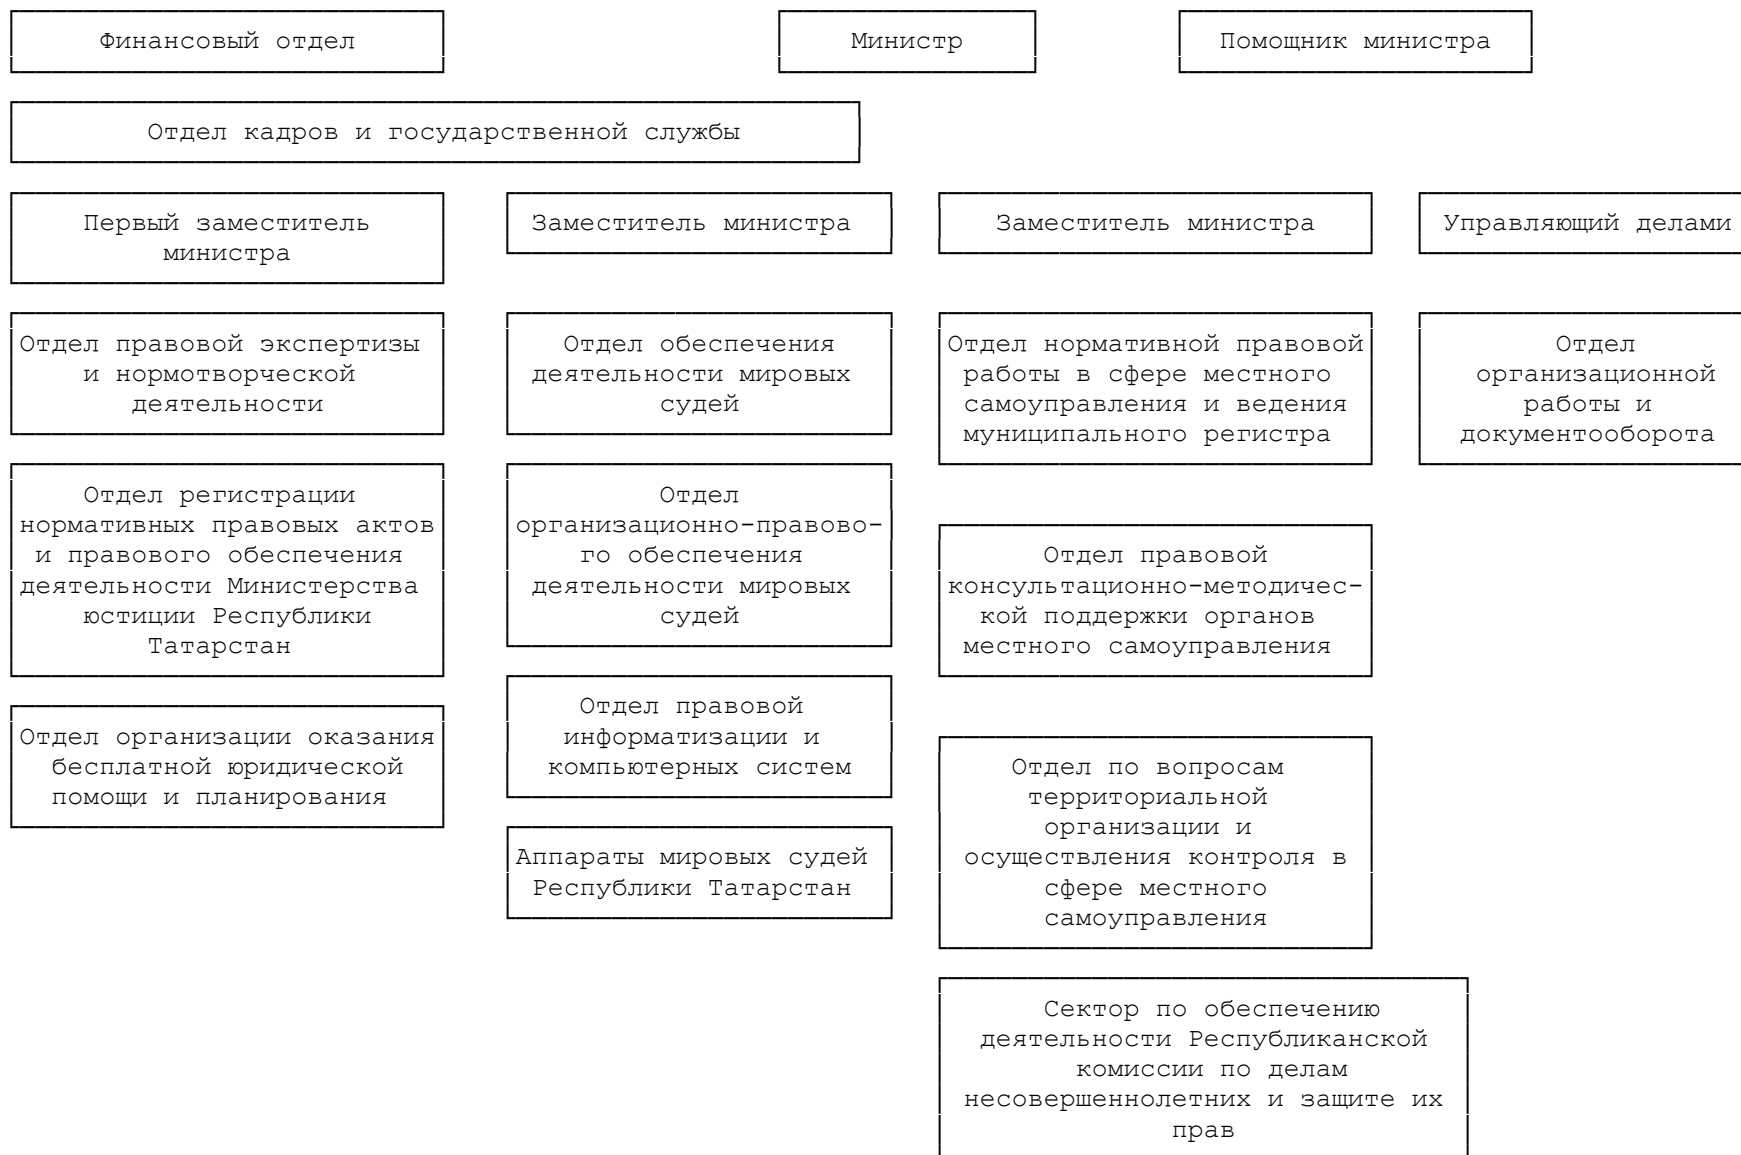 Финансовый отдел
Министр
Помощник министра
Отдел кадров и государственной службы
Первый заместитель
министра
Заместитель министра
Заместитель министра
Управляющий делами
Отдел правовой экспертизы
и нормотворческой
деятельности
Отдел обеспечения
деятельности мировых
судей
Отдел нормативной правовой
работы в сфере местного
самоуправления и ведения
муниципального регистра
Отдел
организационной
работы и
документооборота
Отдел регистрации
нормативных правовых актов
и правового обеспечения
деятельности Министерства
юстиции Республики
Татарстан
Отдел
организационно-правово-
го обеспечения
деятельности мировых
судей
Отдел правовой
консультационно-методичес-
кой поддержки органов
местного самоуправления
Отдел организации оказания
бесплатной юридической
помощи и планирования
Отдел правовой
информатизации и
компьютерных систем
Отдел по вопросам
территориальной
организации и
осуществления контроля в
сфере местного
самоуправления
Аппараты мировых судей
Республики Татарстан
Сектор по обеспечению
деятельности Республиканской
комиссии по делам
несовершеннолетних и защите их
прав